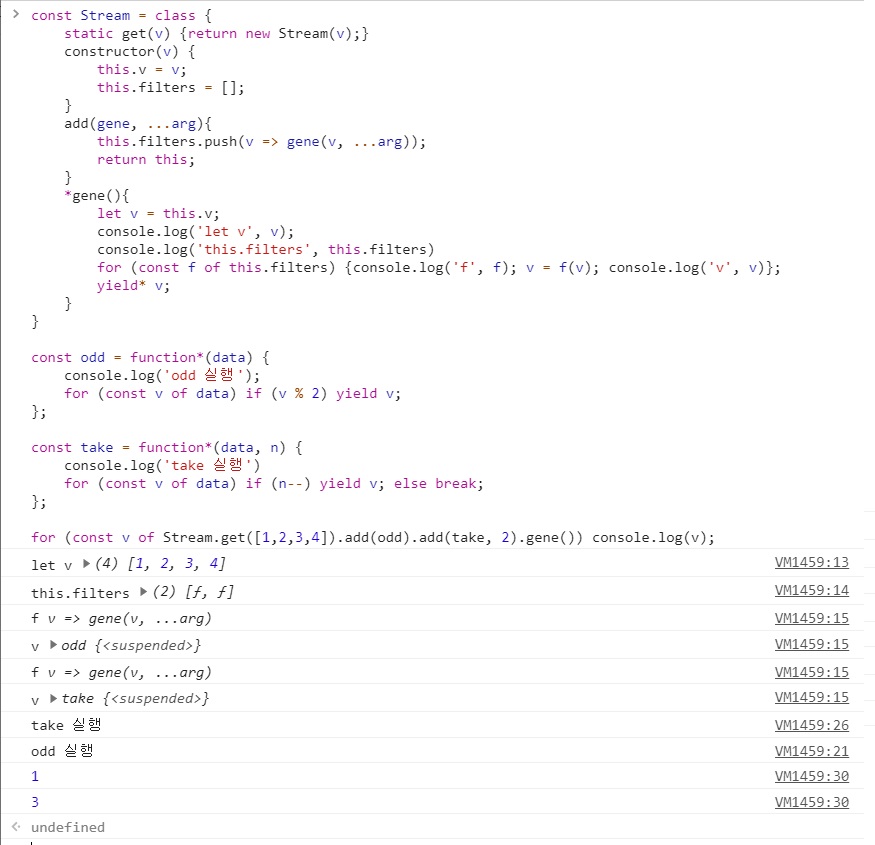 > const Stream = class {
    static get(v) {return new Stream(v);}
    constructor(v) {
        this.v = v;
        this.filters = [];
    }
    add(gene, ...arg){
        this.filters.push(v => gene(v, ...arg));
        return this;
    }
    *gene(){
        let v = this.v;
        console.log('let v', v);
        console.log('this.filters', this.filters)
        for (const f of this.filters) {console.log('f', f); v = f(v); console.log('v', v)};
        yield* v;
    }
}

const odd = function*(data) {
    console.log('odd 실행');
    for (const v of data) if (v % 2) yield v;
};

const take = function*(data, n) {
    console.log('take 실행')
    for (const v of data) if (n--) yield v; else break;
};

for (const v of Stream.get([1,2,3,4]).add(odd).add(take, 2).gene()) console.log(v);
let v ▶(4) [1, 2, 3, 4] VM1459:13
this.filters ▶(2) [f, f] VM1459:14
f v => gene(v, ...arg) VM1459:15
v ▶odd {<suspended>} VM1459:15
f v => gene(v, ...arg) VM1459:15
v ▶take {<suspended>} VM1459:15
take 실행 VM1459:26
odd 실행 VM1459:21
1 VM1459:30
3 VM1459:30
undefined